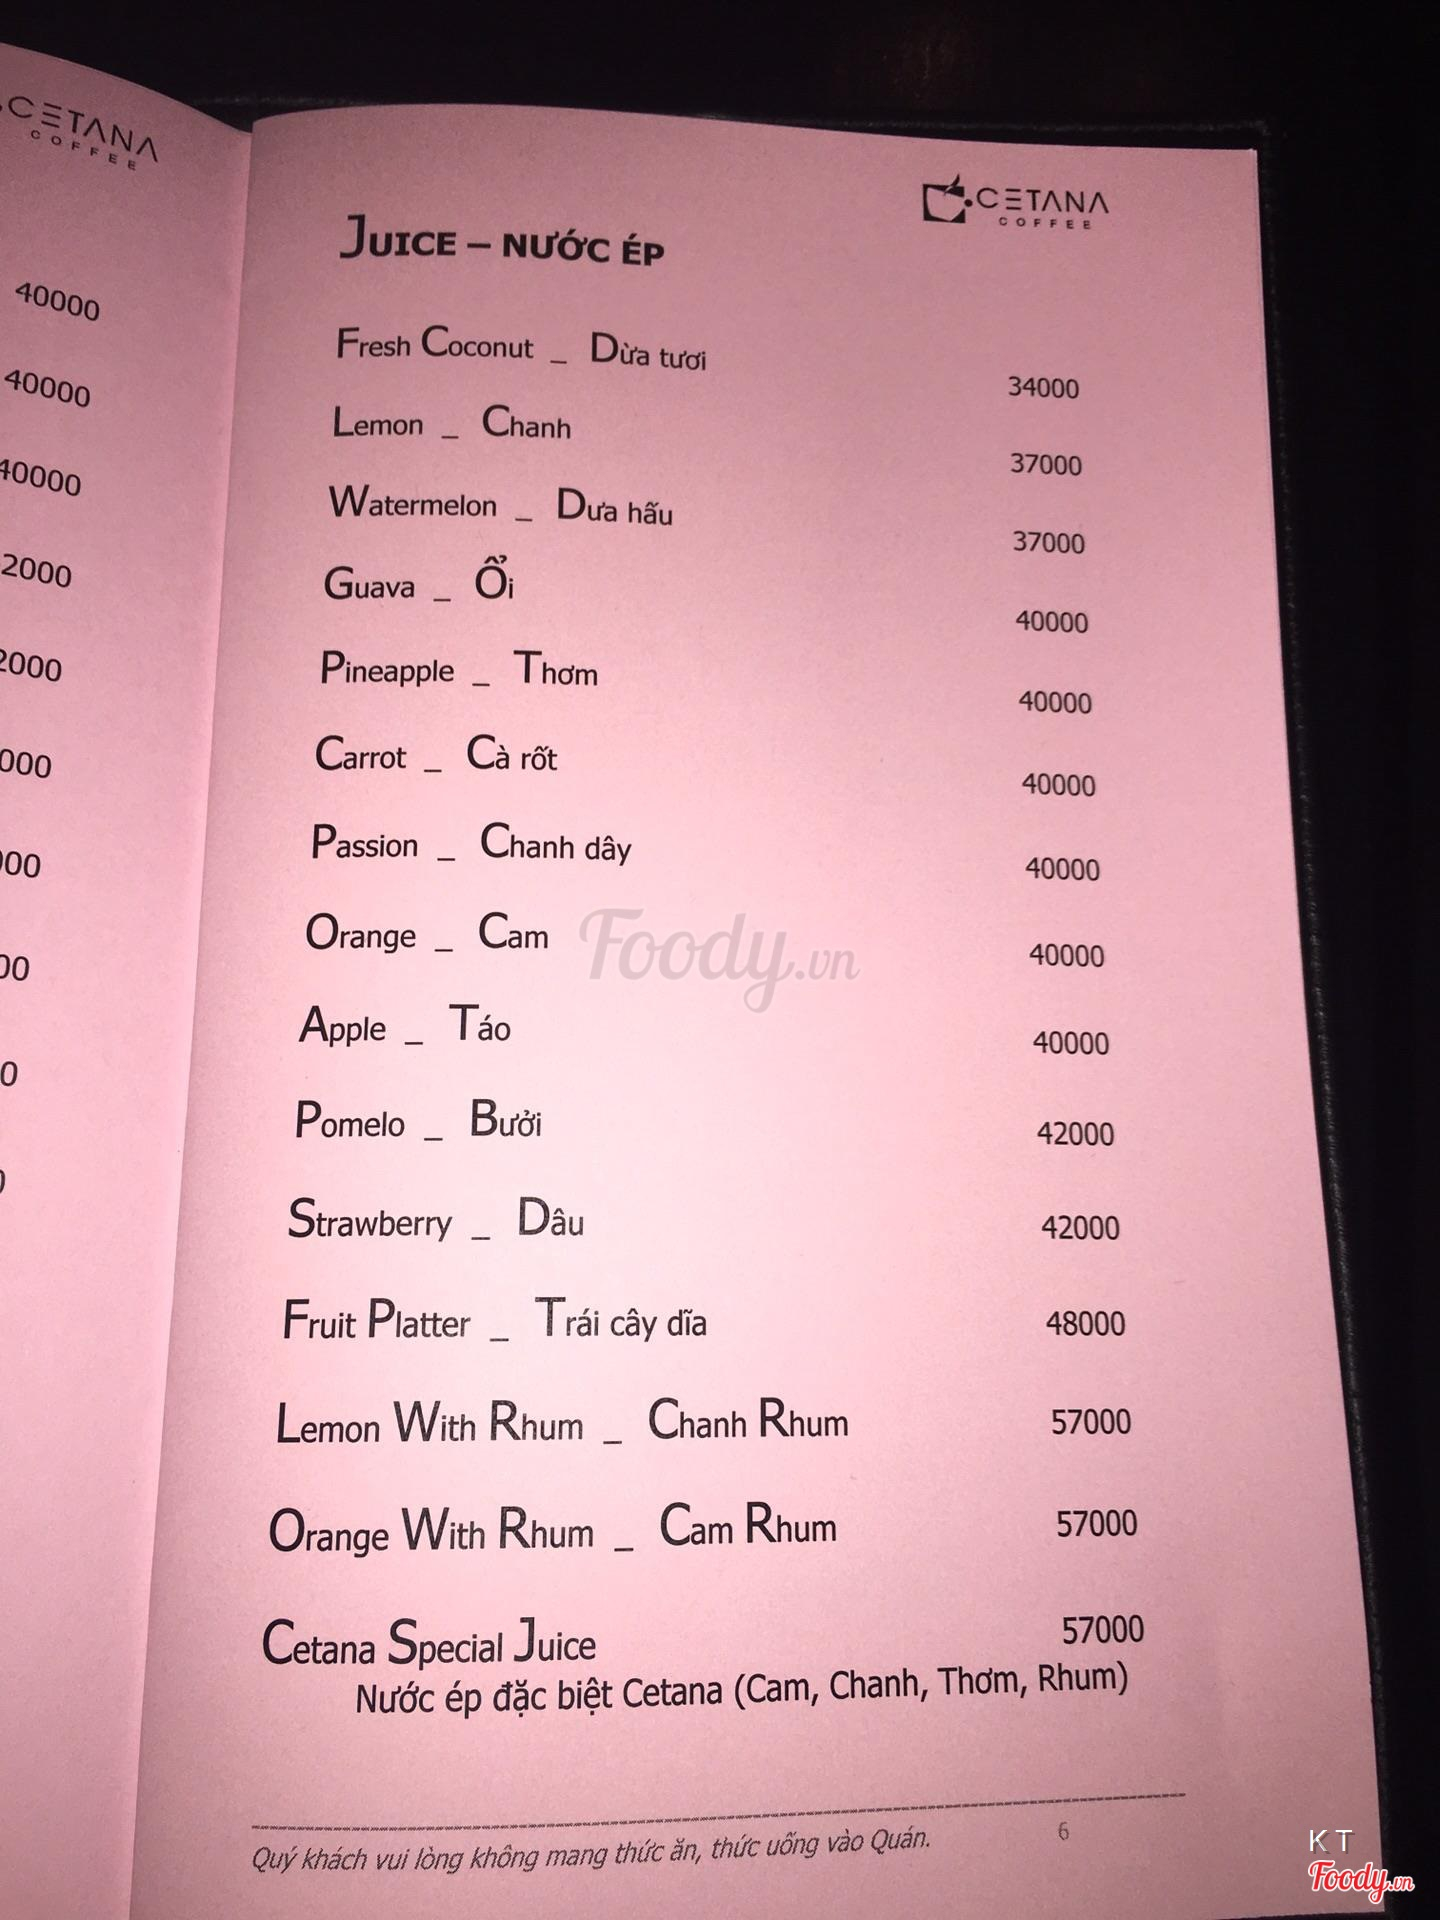 CETANA
COFFEE
40000
40000
40000
2000
2000
000
000
00
0
CETANA
COFFEE
JUICE – NƯỚC ÉP
Fresh Coconut _ Dừa tươi 34000
Lemon _ Chanh 37000
Watermelon _ Dưa hấu 37000
Guava _ Ổi 40000
Pineapple _ Thơm 40000
Carrot _ Cà rốt 40000
Passion _ Chanh dây 40000
Orange _ Cam 40000
Apple _ Táo 40000
Pomelo _ Bưởi 42000
Strawberry _ Dâu 42000
Fruit Platter _ Trái cây dĩa 48000
Lemon With Rhum _ Chanh Rhum 57000
Orange With Rhum _ Cam Rhum 57000
Cetana Special Juice 57000
Nước ép đặc biệt Cetana (Cam, Chanh, Thơm, Rhum)
Quý khách vui lòng không mang thức ăn, thức uống vào Quán. 6
Foody.vn
K T
Foody.vn